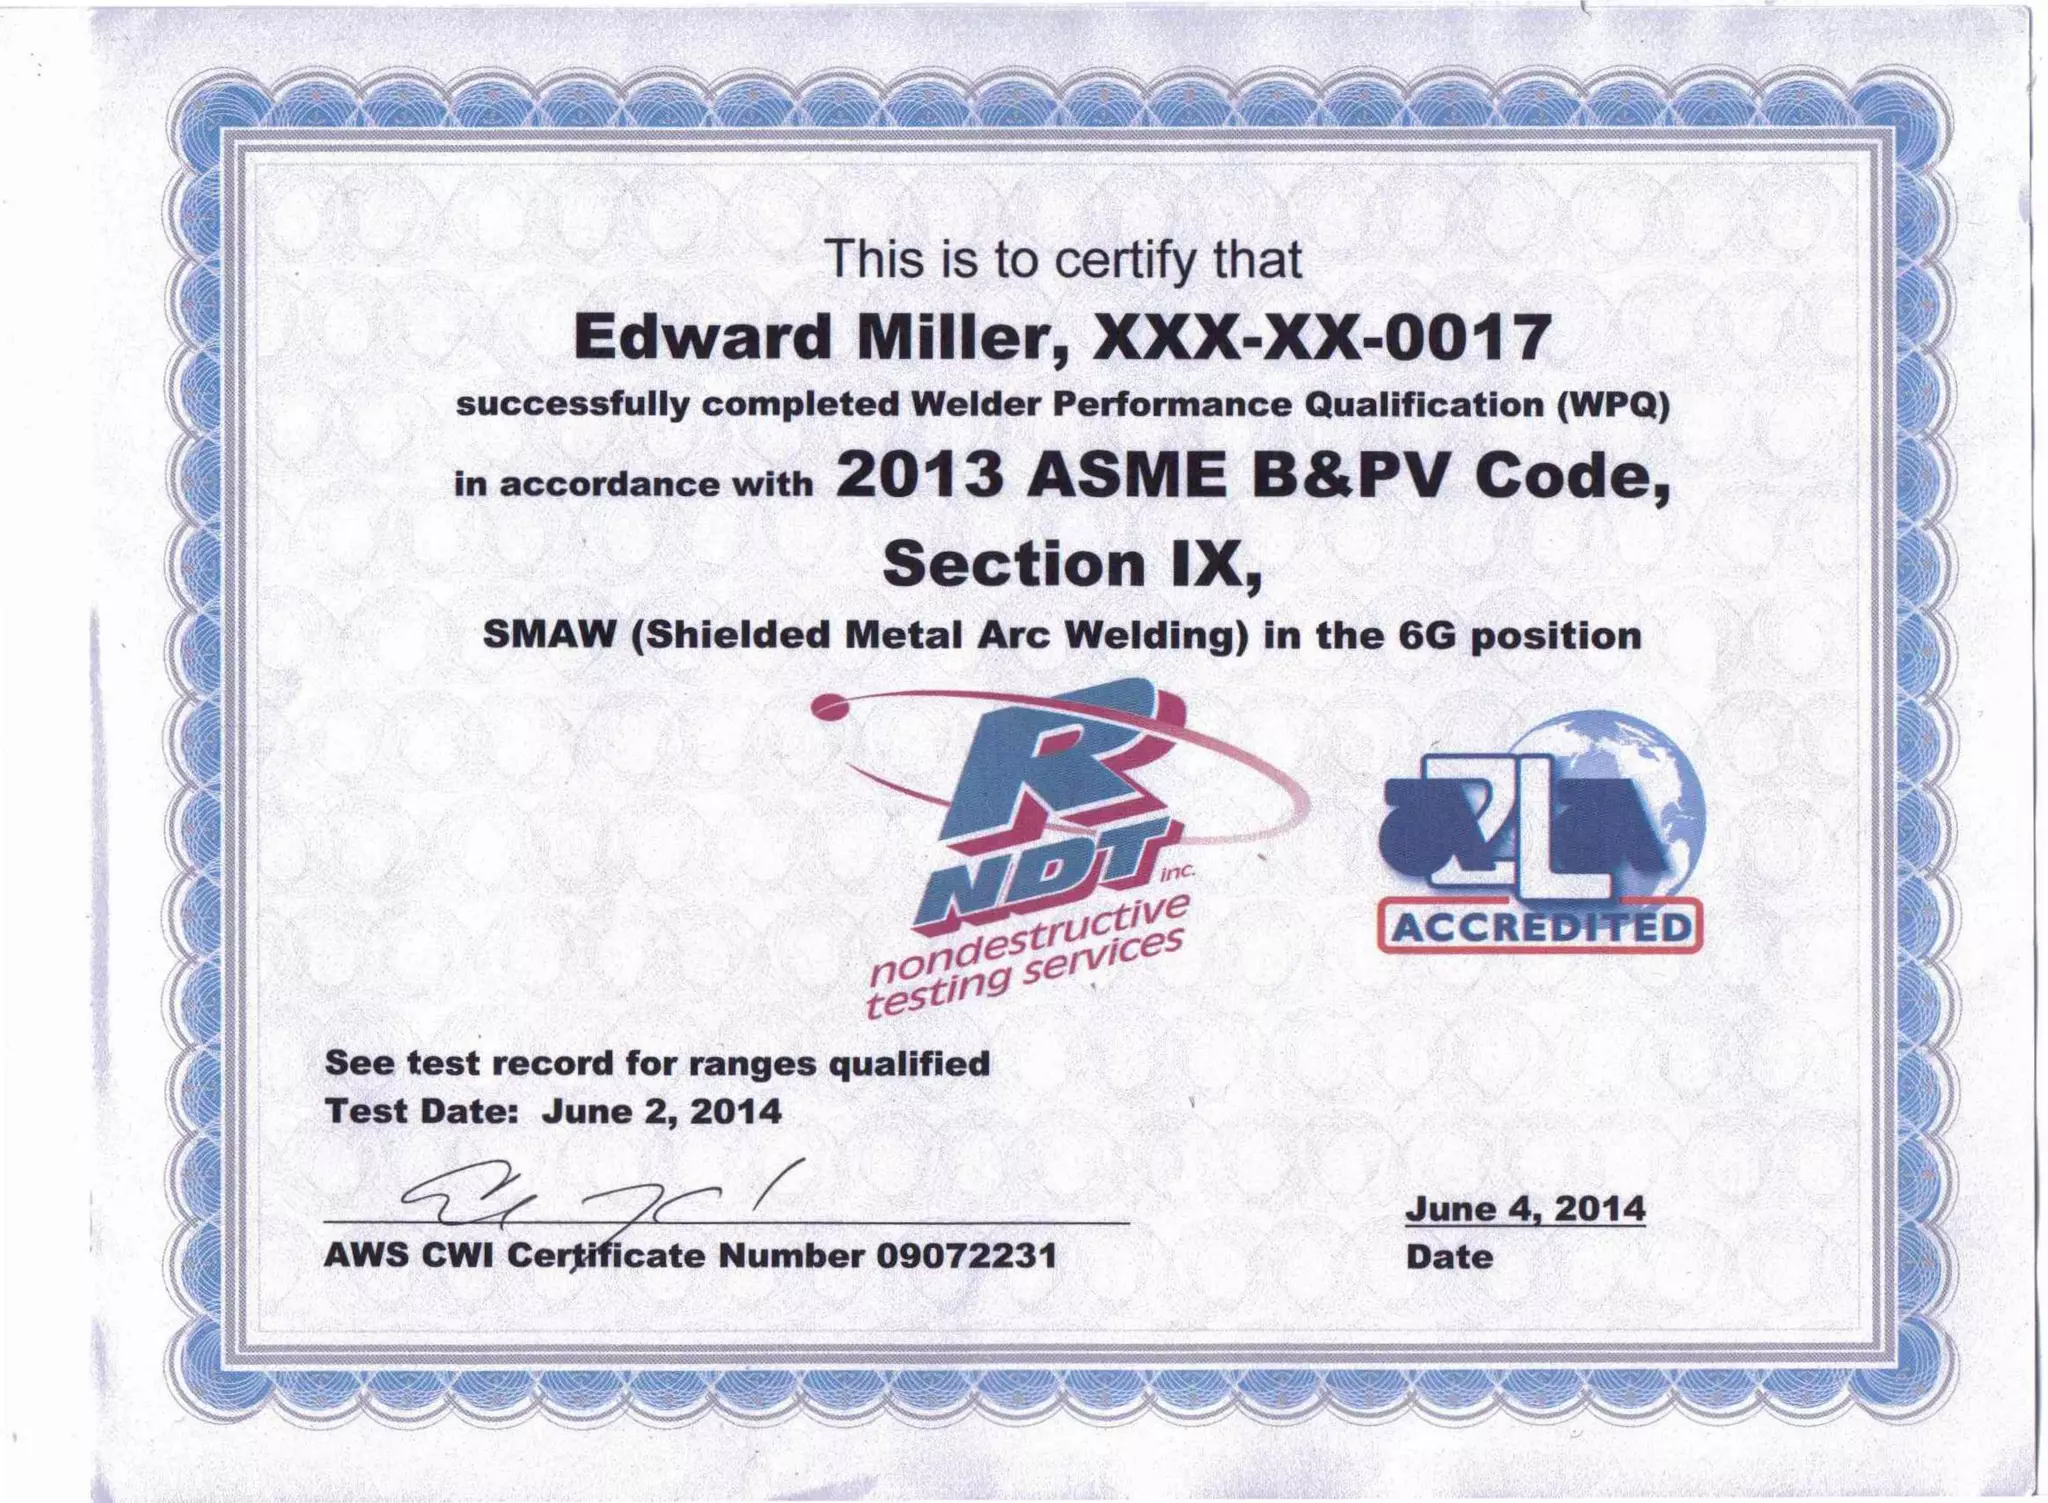 This is to certify that
Edward Miller, XXX-XX-0017
successfully completed Welder Performance Qualification (WPQ)
in accordance with 2013 ASME B&PV Code,
Section IX,
SMAW (Shielded Metal Arc Welding) in the 6G position
R
NDT inc.
nondestructive
testing services
A2LA
ACCREDITED
See test record for ranges qualified
Test Date: June 2, 2014
June 4, 2014
AWS CWI Certificate Number 09072231
Date